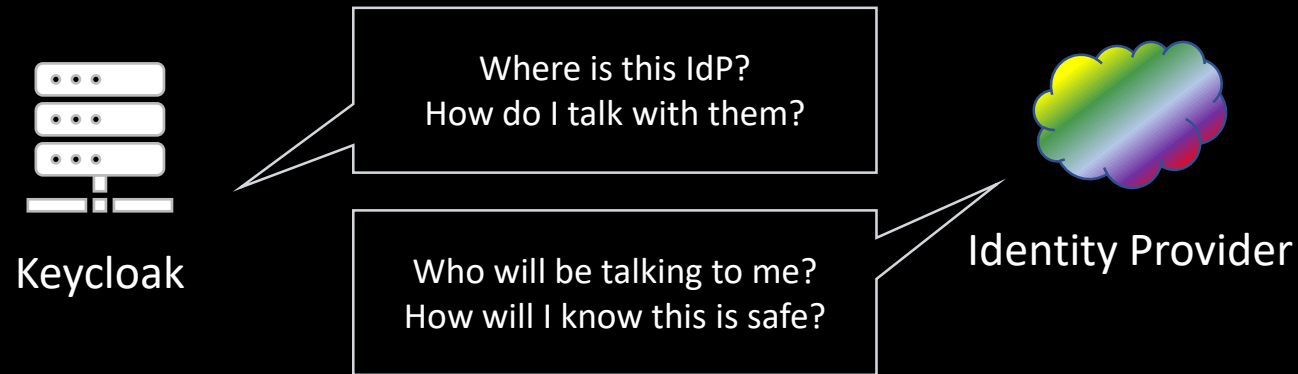 Where is this IdP?
How do I talk with them?
Keycloak
Identity Provider
Who will be talking to me?
How will I know this is safe?